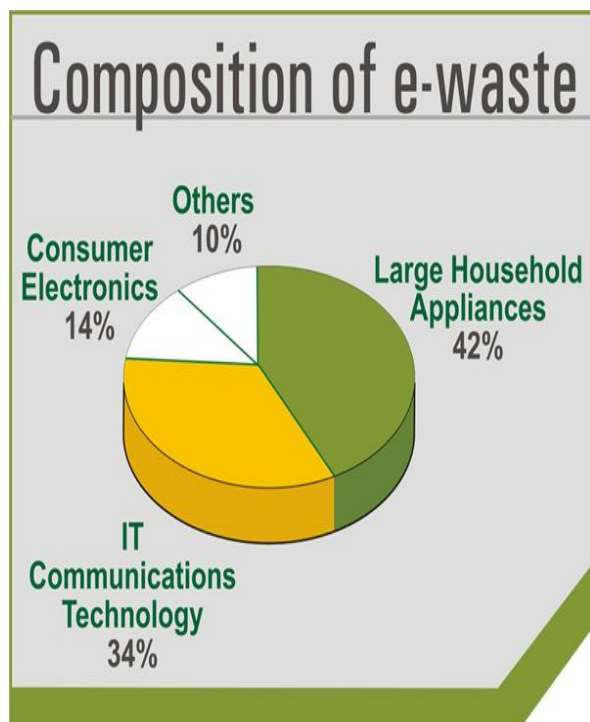 Composition of e-waste
Others
10%
Consumer
Electronics
14%
Large Household
Appliances
42%
IT
Communications
Technology
34%